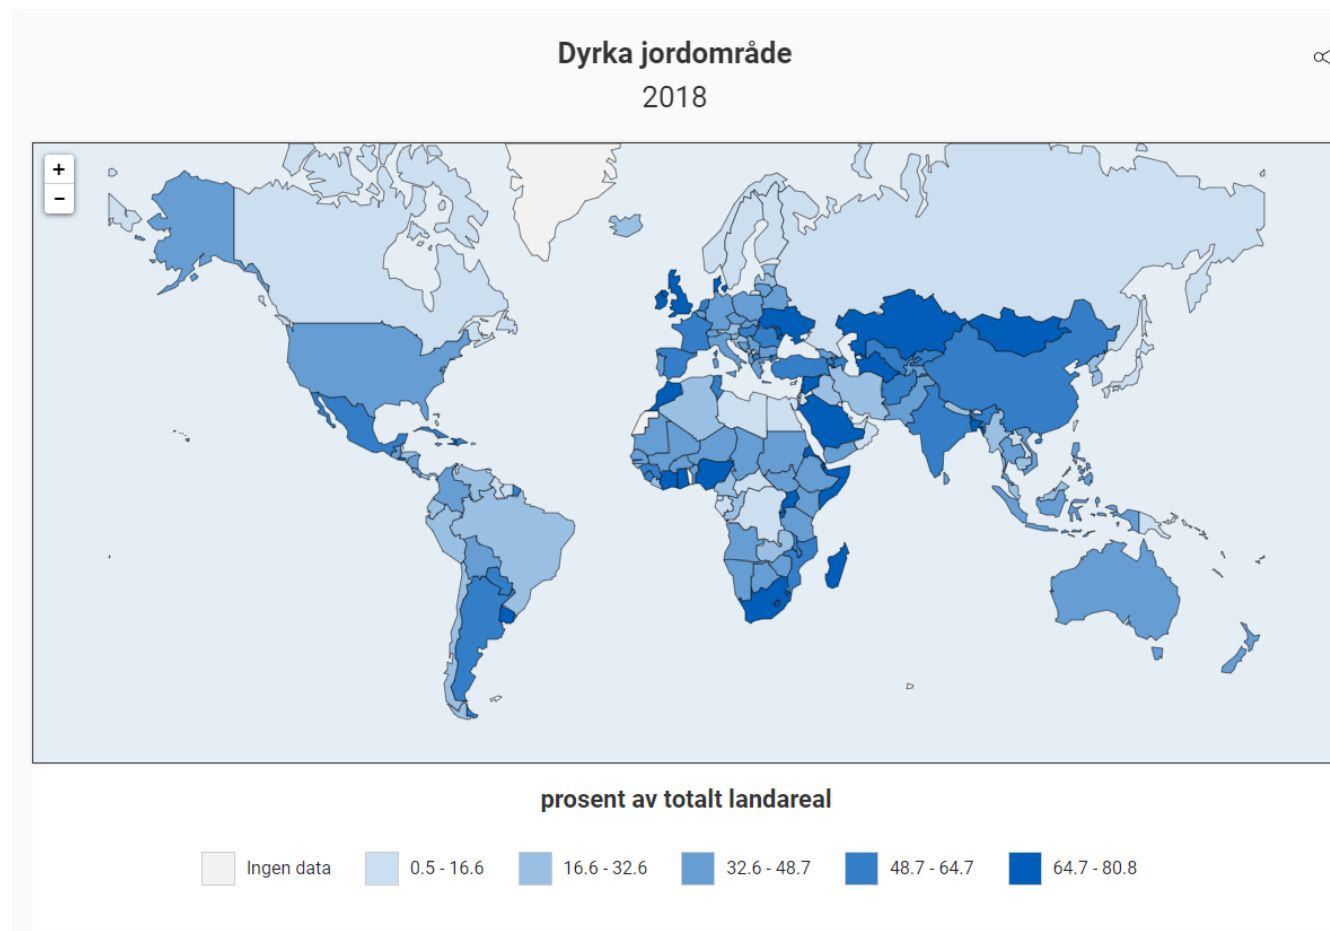 Dyrka jordområde
2018
+
−
prosent av totalt landareal
Ingen data
0.5 - 16.6
16.6 - 32.6
32.6 - 48.7
48.7 - 64.7
64.7 - 80.8